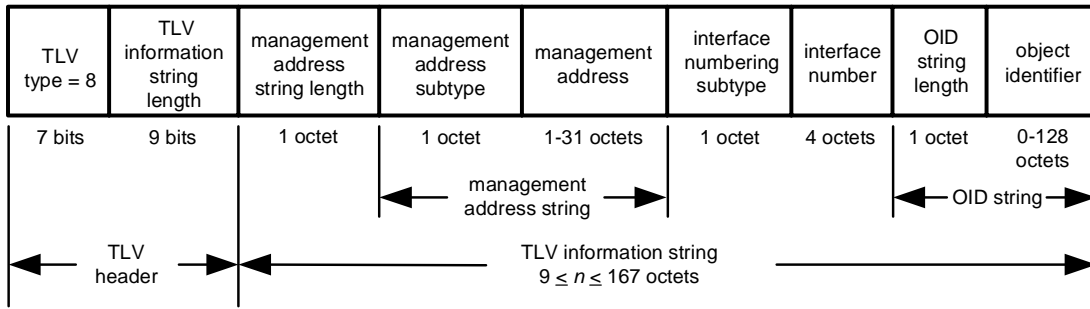 TLV
type = 8
TLV
information
string
length
management
address
string length
management
address
subtype
management
address
interface
numbering
subtype
interface
number
OID
string
length
object
identifier
7 bits
9 bits
1 octet
1 octet
1-31 octets
1 octet
4 octets
1 octet
0-128
octets
management
address string
OID string
TLV
header
TLV information string
9 ≤ n ≤ 167 octets